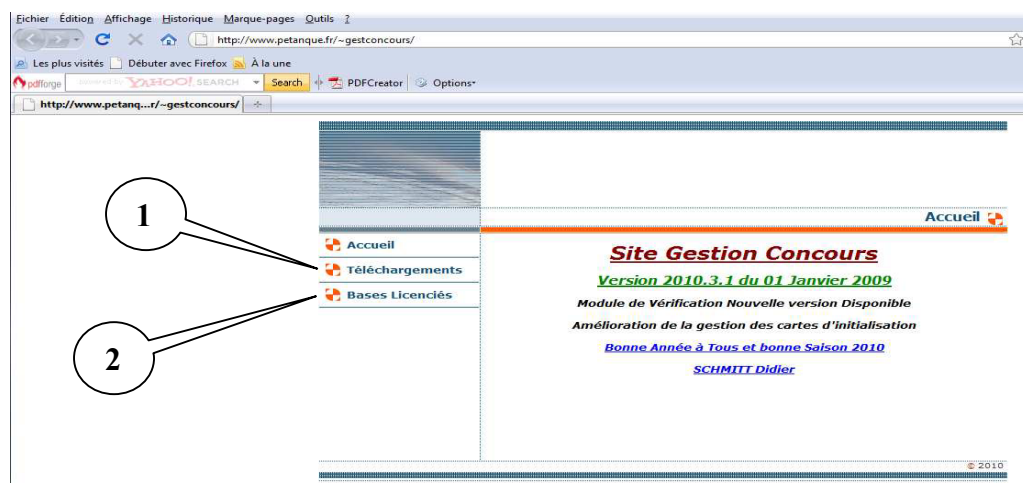 Eichier Édition Affichage Historique Marque-pages Outils ?
http://www.petanque.fr/~gestconcours/
Les plus visités Débuter avec Firefox À la une
pdfforge powered by YAHOO! SEARCH Search PDFCreator Options
http://www.petanq...r/~gestconcours/
1
Accueil
Accueil
Site Gestion Concours
Téléchargements
Version 2010.3.1 du 01 Janvier 2009
Bases Licenciés
Module de Vérification Nouvelle version Disponible
Amélioration de la gestion des cartes d'initialisation
2
Bonne Année à Tous et bonne Saison 2010
SCHMITT Didier
© 2010